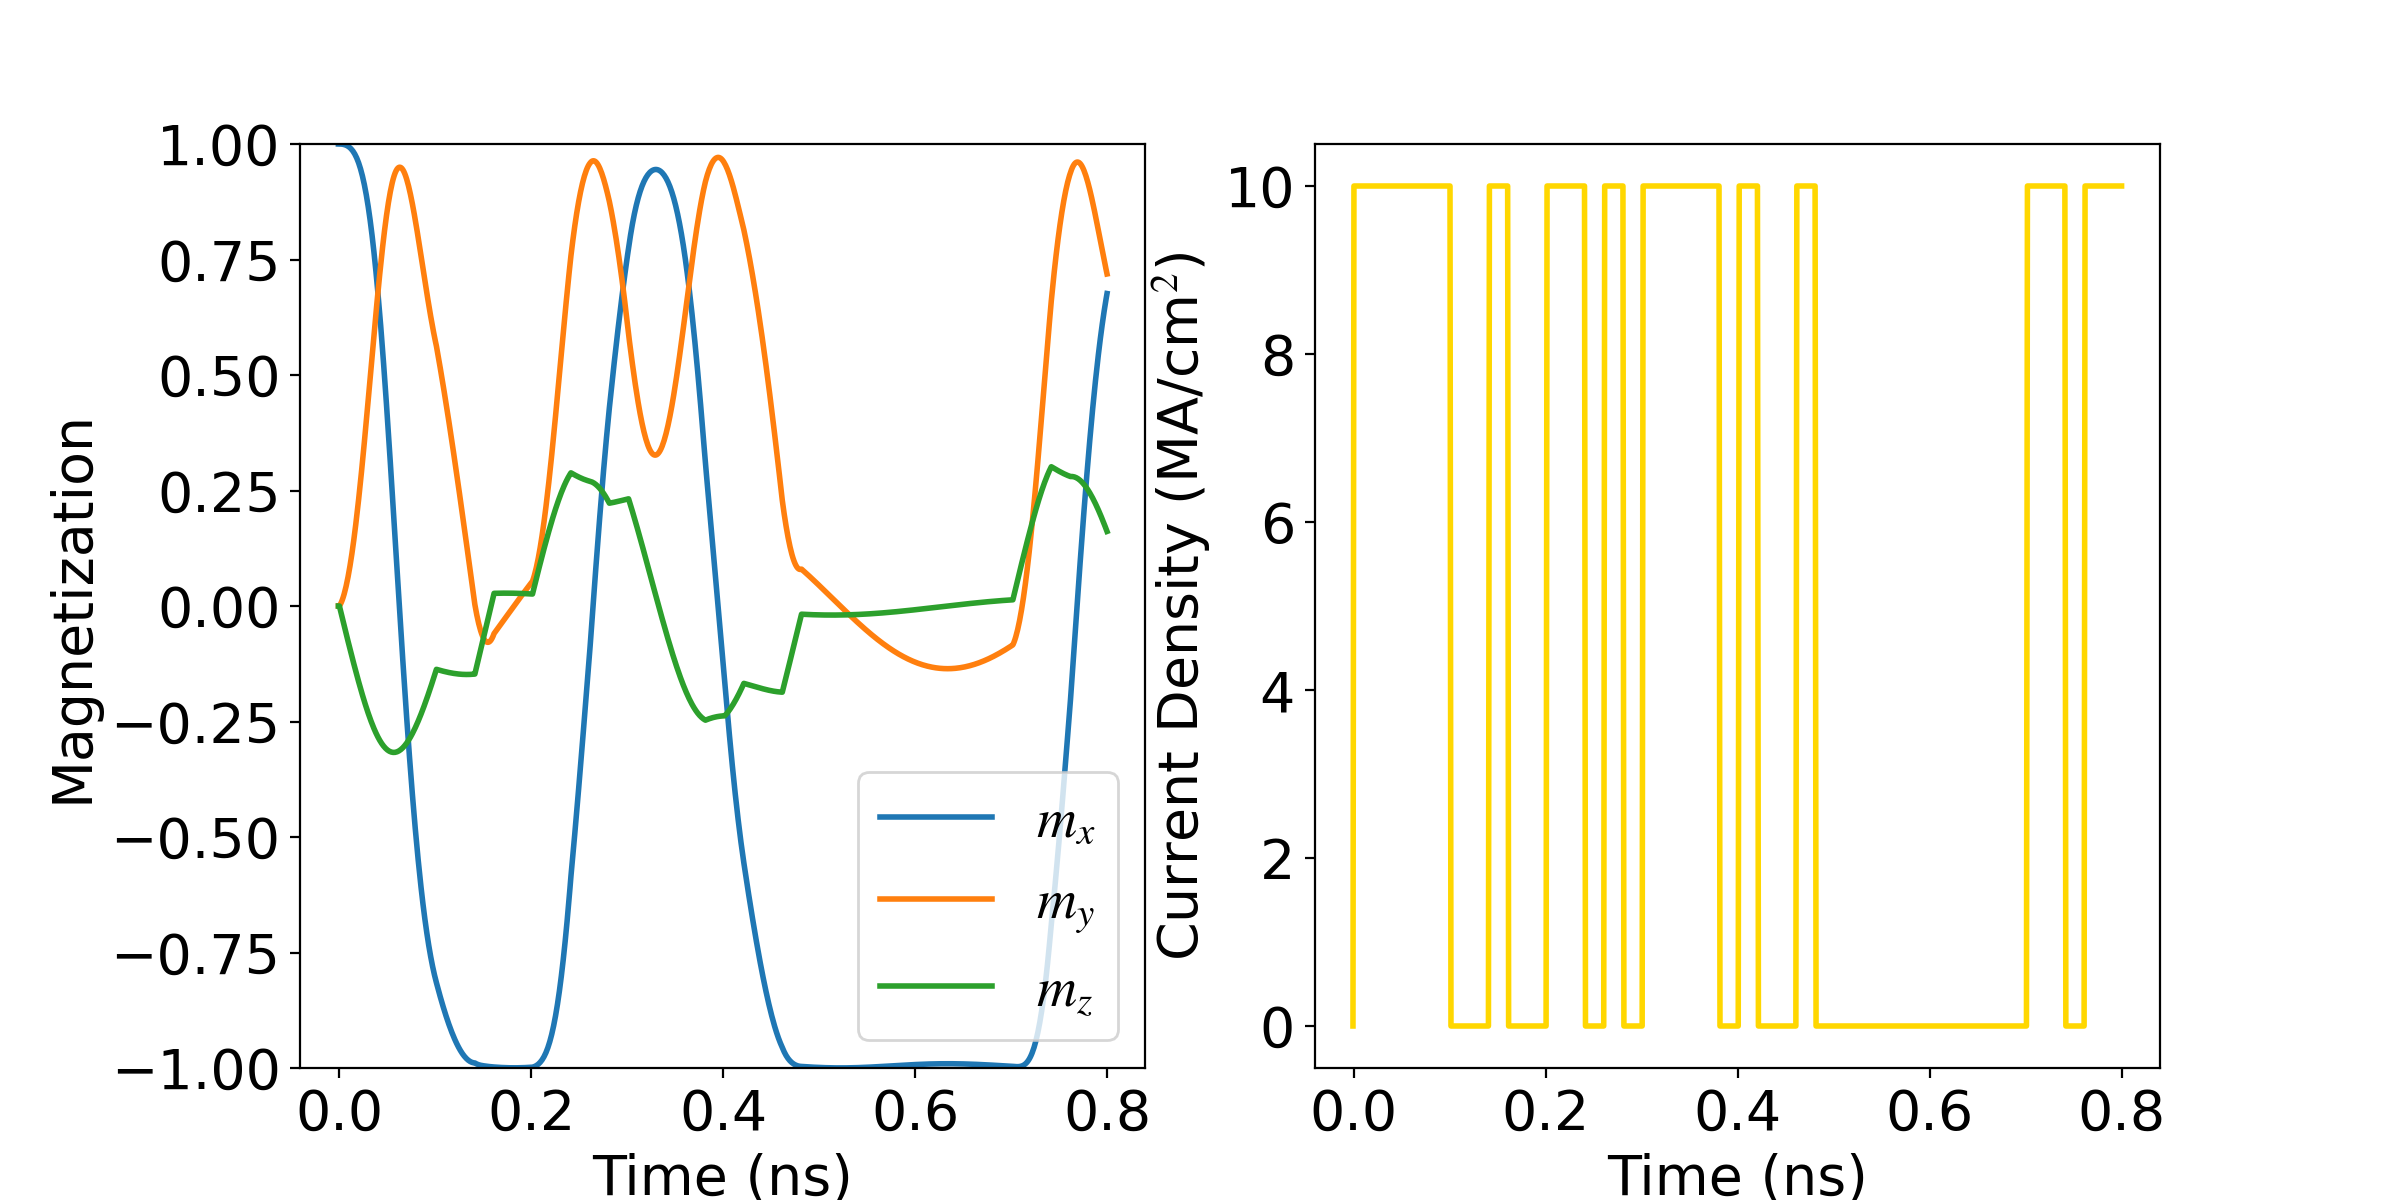 Magnetization
1.00
0.75
0.50
0.25
0.00
−0.25
−0.50
−0.75
−1.00
0.0 0.2 0.4 0.6 0.8
Time (ns)
m_x
m_y
m_z
Current Density (MA/cm²)
10
8
6
4
2
0
0.0 0.2 0.4 0.6 0.8
Time (ns)